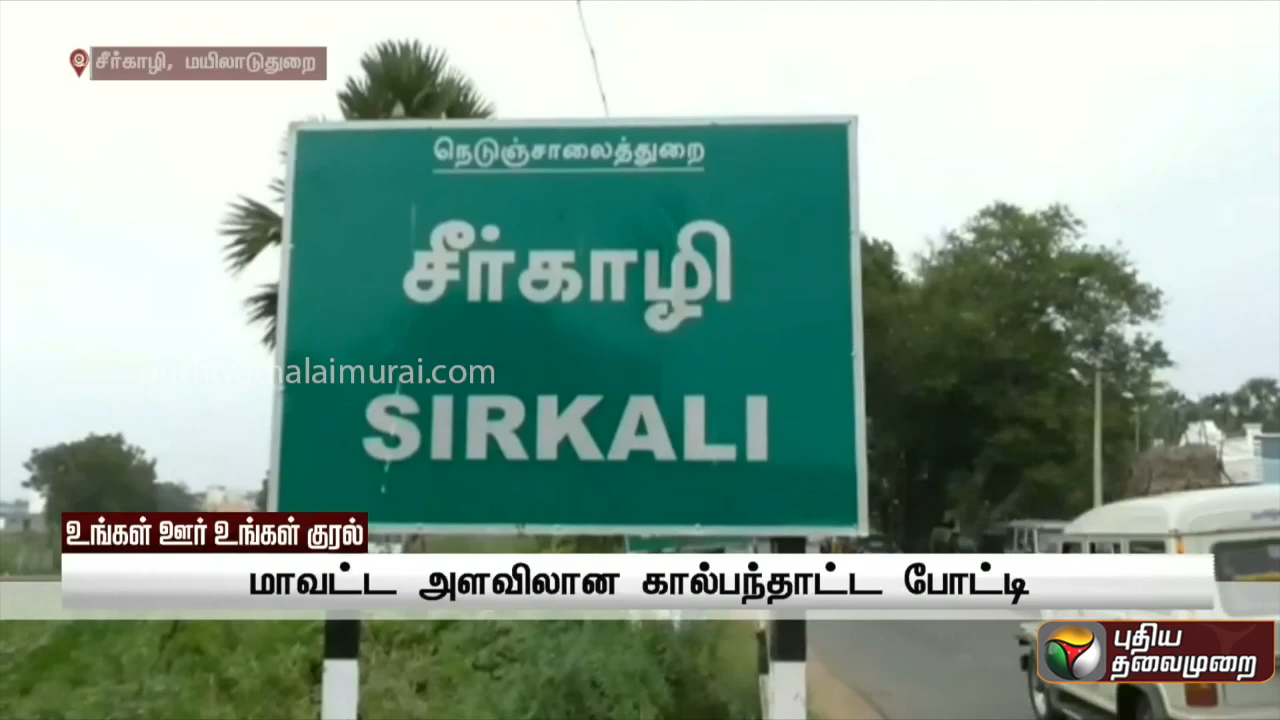 சீர்காழி, மயிலாடுதுறை
நெடுஞ்சாலைத்துறை
சீர்காழி
puthiyathalaimurai.com
SIRKALI
உங்கள் ஊர் உங்கள் குரல்
மாவட்ட அளவிலான கால்பந்தாட்ட போட்டி
புதிய
தலைமுறை